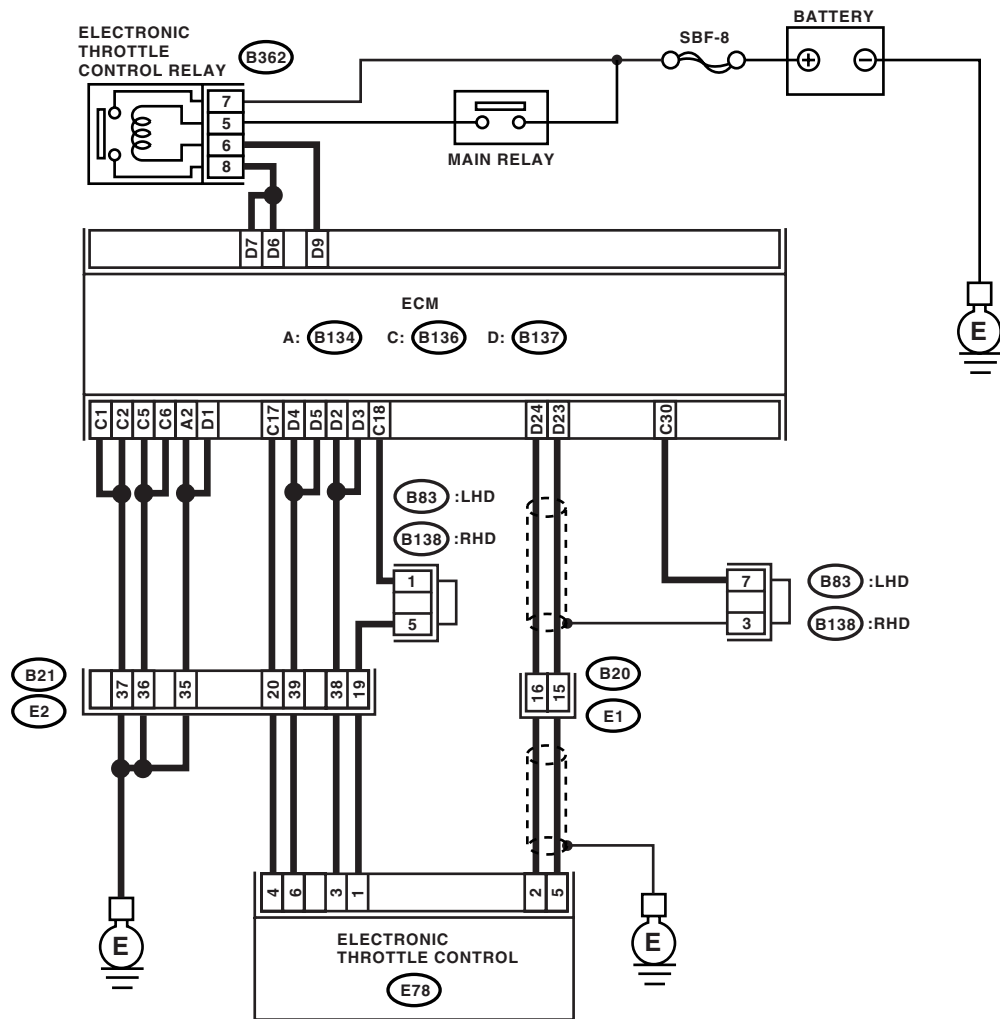 BATTERY
ELECTRONIC
THROTTLE
CONTROL RELAY
B362
SBF-8
7
5
6
8
MAIN RELAY
D7
D6
D9
E
ECM
A: B134 C: B136 D: B137
C1
C2
C5
C6
A2
D1
C17
D4
D5
D2
D3
C18
D24
D23
C30
B83 :LHD
B138 :RHD
1
5
7
3
B83 :LHD
B138 :RHD
B21
E2
37
36
35
20
39
38
19
16
15
B20
E1
4
6
3
1
2
5
E
E
ELECTRONIC
THROTTLE CONTROL
E78